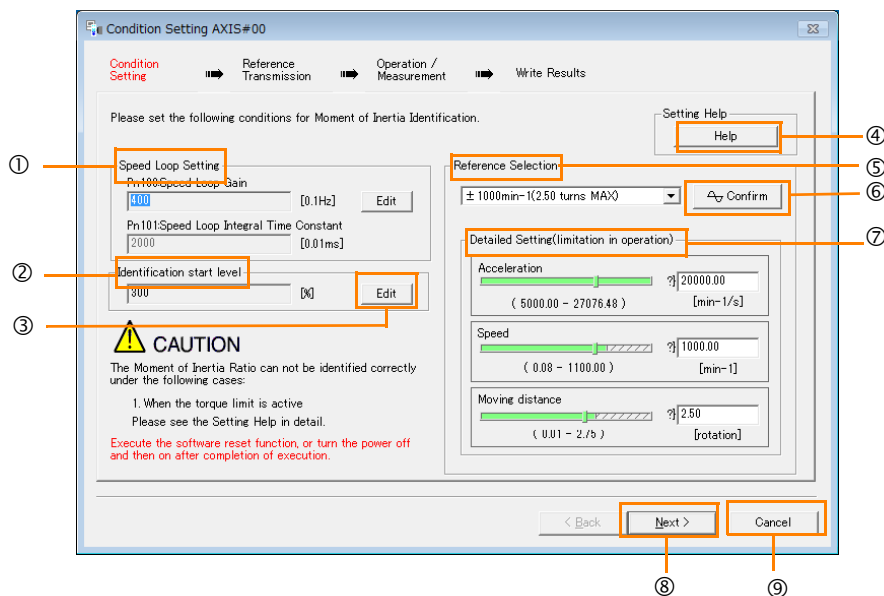 Condition Setting AXIS#00
Condition Setting
Reference Transmission
Operation / Measurement
Write Results
Please set the following conditions for Moment of Inertia Identification.
Setting Help
Help
④
①
Speed Loop Setting
Pn100:Speed Loop Gain
400 [0.1Hz] Edit
Pn101:Speed Loop Integral Time Constant
2000 [0.01ms]
②
Identification start level
300 [%] Edit
③
CAUTION
The Moment of Inertia Ratio can not be identified correctly
under the following cases:
1. When the torque limit is active
Please see the Setting Help in detail.
Execute the software reset function, or turn the power off
and then on after completion of execution.
Reference Selection
⑤
± 1000min-1(2.50 turns MAX)
Confirm
⑥
Detailed Setting(limitation in operation)
⑦
Acceleration
?} 20000.00
( 5000.00 - 27076.48 ) [min-1/s]
Speed
?} 1000.00
( 0.08 - 1100.00 ) [min-1]
Moving distance
?} 2.50
( 0.01 - 2.75 ) [rotation]
< Back
Next >
Cancel
⑧
⑨